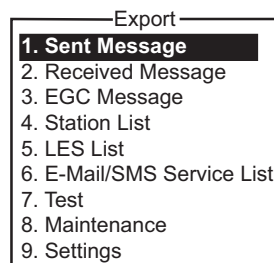 Export
1. Sent Message
2. Received Message
3. EGC Message
4. Station List
5. LES List
6. E-Mail/SMS Service List
7. Test
8. Maintenance
9. Settings